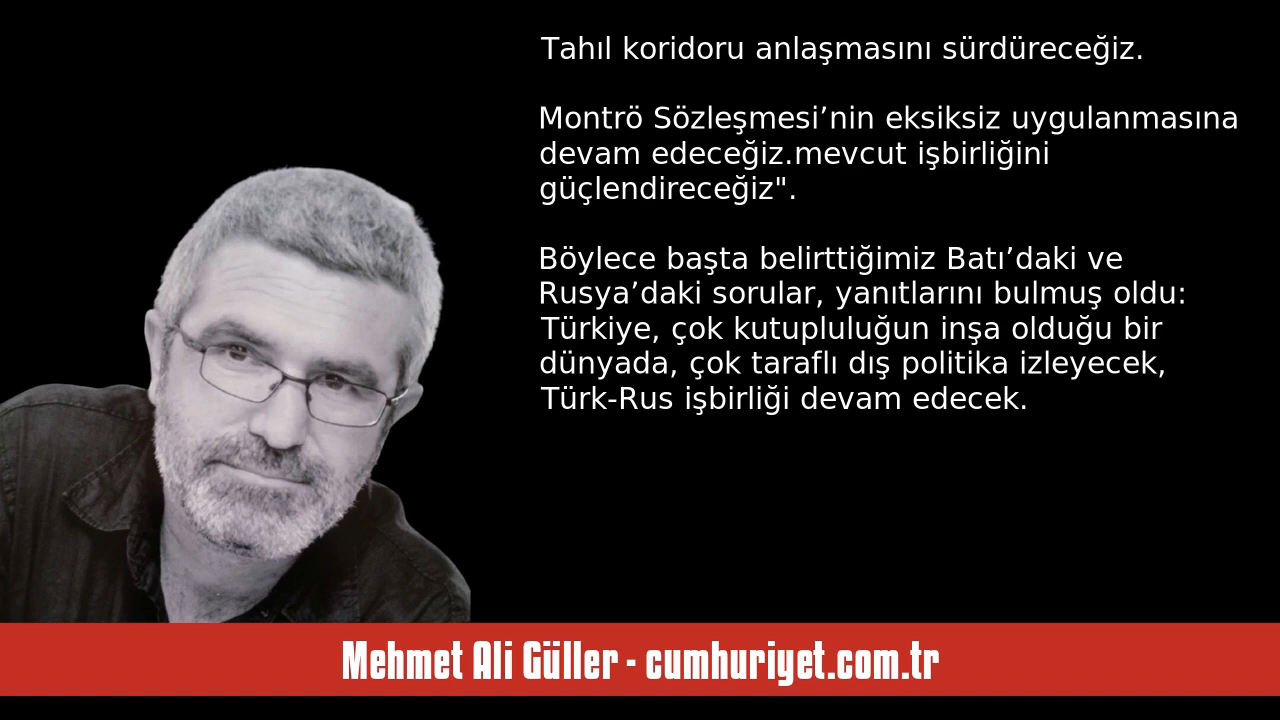 Tahıl koridoru anlaşmasını sürdüreceğiz.
Montrö Sözleşmesi’nin eksiksiz uygulanmasına
devam edeceğiz.mevcut işbirliğini
güçlendireceğiz".
Böylece başta belirttiğimiz Batı’daki ve
Rusya’daki sorular, yanıtlarını bulmuş oldu:
Türkiye, çok kutupluluğun inşa olduğu bir
dünyada, çok taraflı dış politika izleyecek,
Türk-Rus işbirliği devam edecek.
Mehmet Ali Güller - cumhuriyet.com.tr